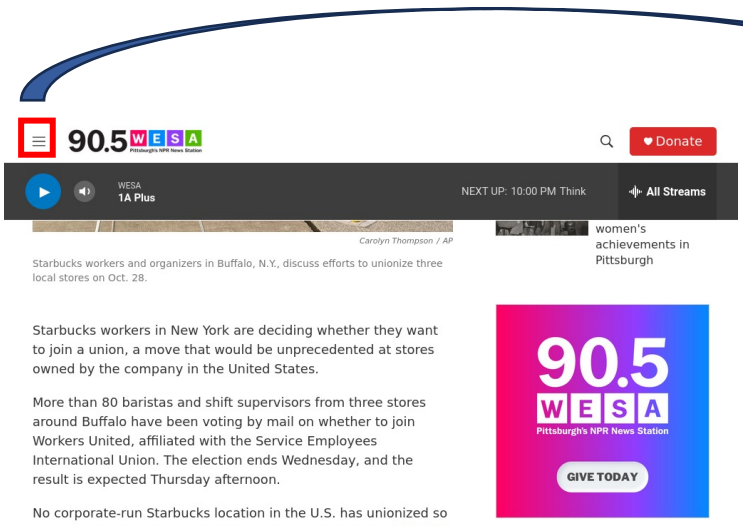 90.5 WESA
Pittsburgh's NPR News Station
Donate
WESA
1A Plus
NEXT UP: 10:00 PM Think
All Streams
Carolyn Thompson / AP
Starbucks workers and organizers in Buffalo, N.Y., discuss efforts to unionize three
local stores on Oct. 28.
women's
achievements in
Pittsburgh
Starbucks workers in New York are deciding whether they want
to join a union, a move that would be unprecedented at stores
owned by the company in the United States.
More than 80 baristas and shift supervisors from three stores
around Buffalo have been voting by mail on whether to join
Workers United, affiliated with the Service Employees
International Union. The election ends Wednesday, and the
result is expected Thursday afternoon.
No corporate-run Starbucks location in the U.S. has unionized so
90.5
WESA
Pittsburgh's NPR News Station
GIVE TODAY